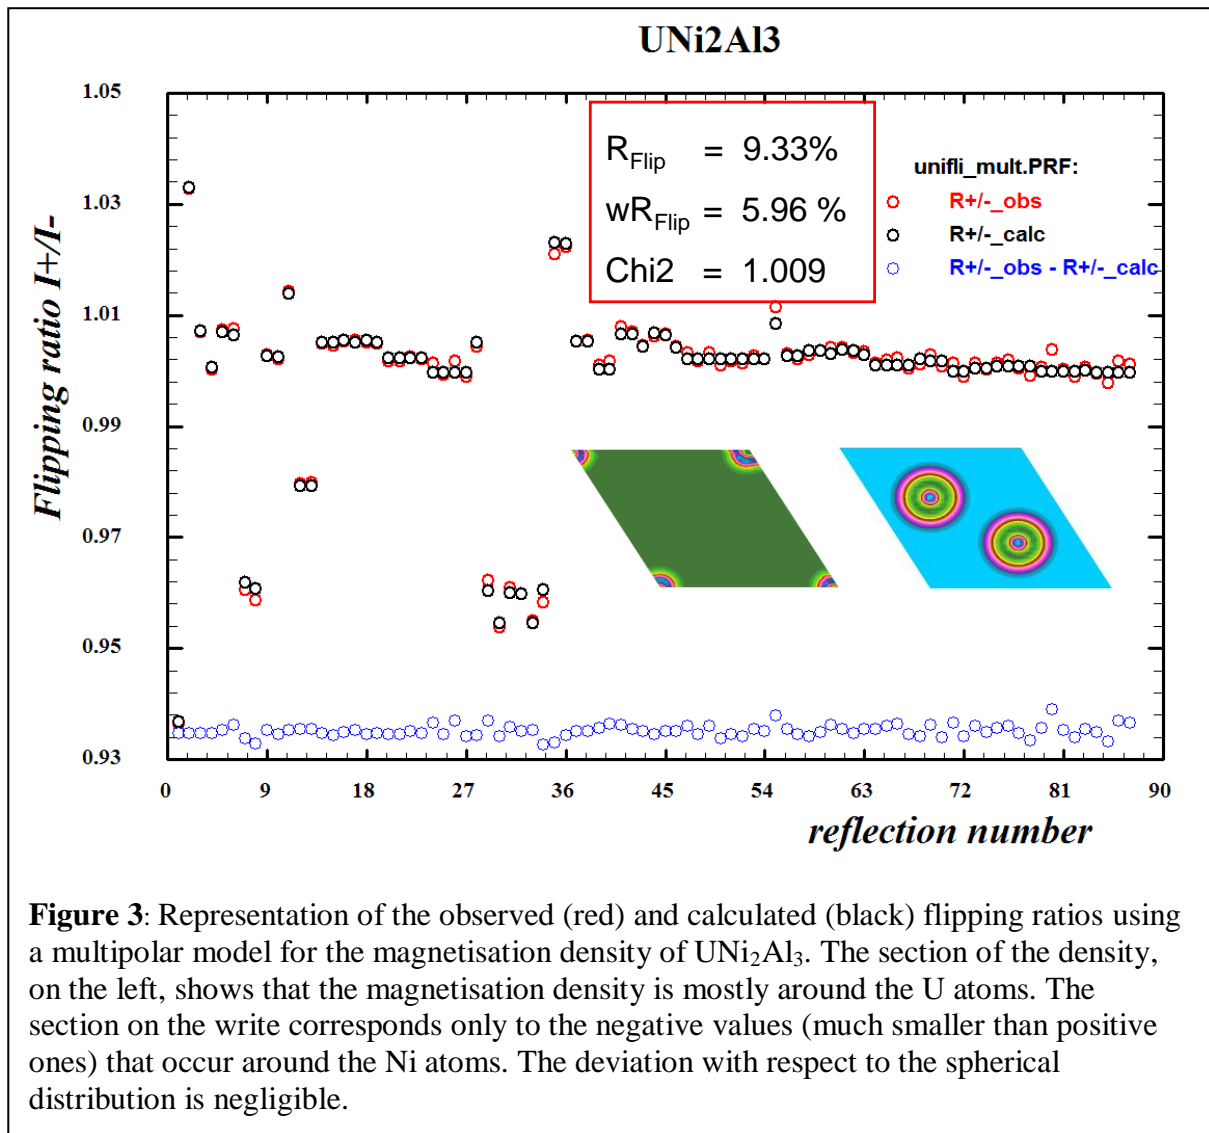 UNi2Al3
1.05
1.03
1.01
0.99
0.97
0.95
0.93
Flipping ratio I+/I-
R_Flip = 9.33%
wR_Flip = 5.96 %
Chi2 = 1.009
unifli_mult.PRF:
R+/-_obs
R+/-_calc
R+/-_obs - R+/-_calc
0 9 18 27 36 45 54 63 72 81 90
reflection number
Figure 3: Representation of the observed (red) and calculated (black) flipping ratios using
a multipolar model for the magnetisation density of UNi₂Al₃. The section of the density,
on the left, shows that the magnetisation density is mostly around the U atoms. The
section on the write corresponds only to the negative values (much smaller than positive
ones) that occur around the Ni atoms. The deviation with respect to the spherical
distribution is negligible.